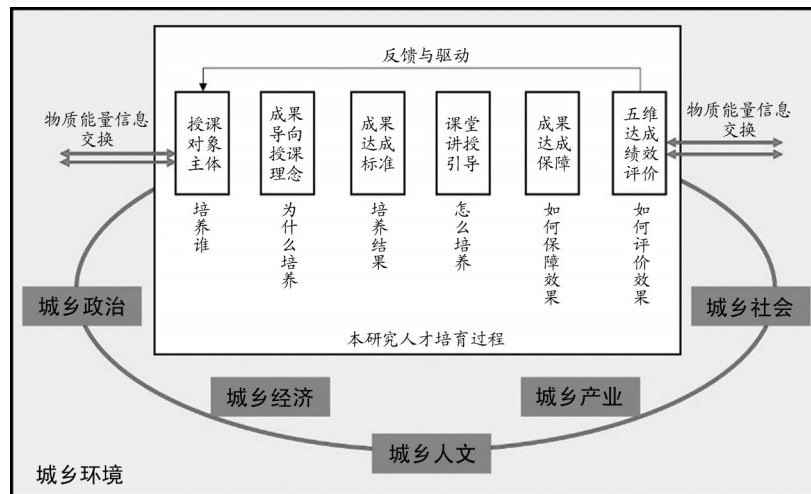 反馈与驱动
物质能量信息
交换
授课
对象
主体
成果
导向
授课
理念
成果
达成
标准
课堂
讲授
引导
成果
达成
保障
五维
达成
绩效
评价
物质能量信息
交换
培养谁
为什么培养
培养结果
怎么培养
如何保障效果
如何评价效果
本研究人才培育过程
城乡政治
城乡社会
城乡经济
城乡产业
城乡人文
城乡环境